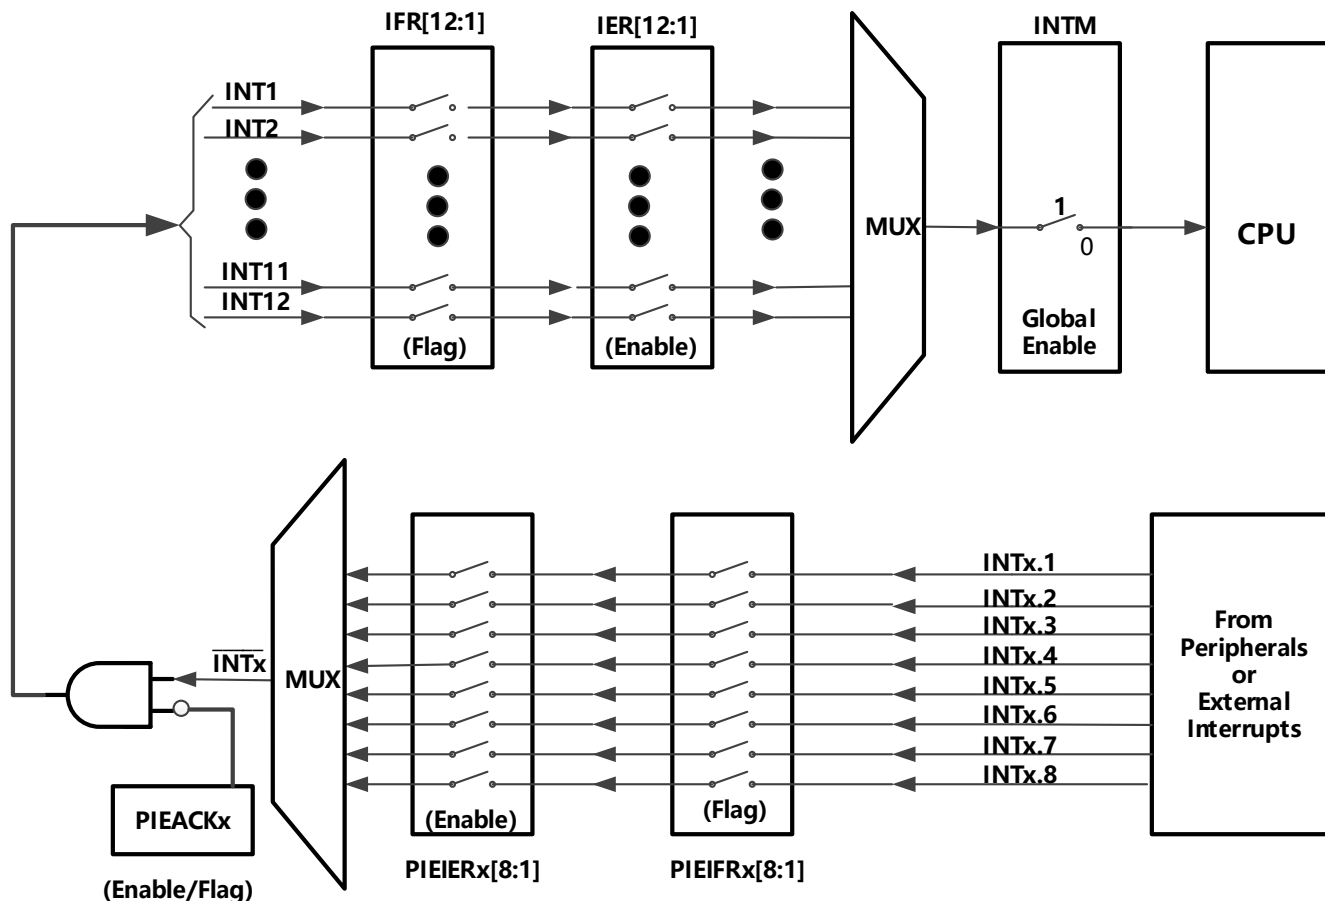 IFR[12:1]
IER[12:1]
INTM
INT1
INT2
INT11
INT12
(Flag)
(Enable)
MUX
1
0
Global
Enable
CPU
INTx
MUX
PIEACKx
(Enable/Flag)
(Enable)
PIEIERx[8:1]
(Flag)
PIEIFRx[8:1]
INTx.1
INTx.2
INTx.3
INTx.4
INTx.5
INTx.6
INTx.7
INTx.8
From
Peripherals
or
External
Interrupts